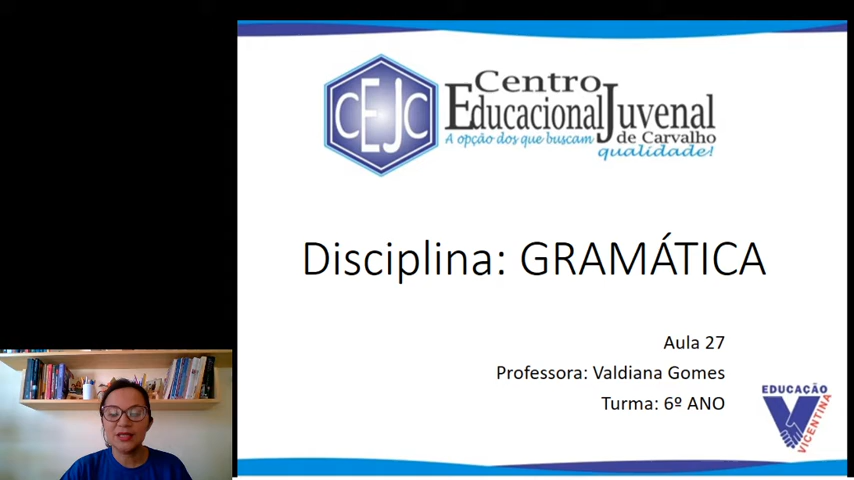 CEJC
Centro
Educacional Juvenal
de Carvalho
A opção dos que buscam
qualidade!
Disciplina: GRAMÁTICA
Aula 27
Professora: Valdiana Gomes
Turma: 6º ANO
EDUCAÇÃO
VICENTINA